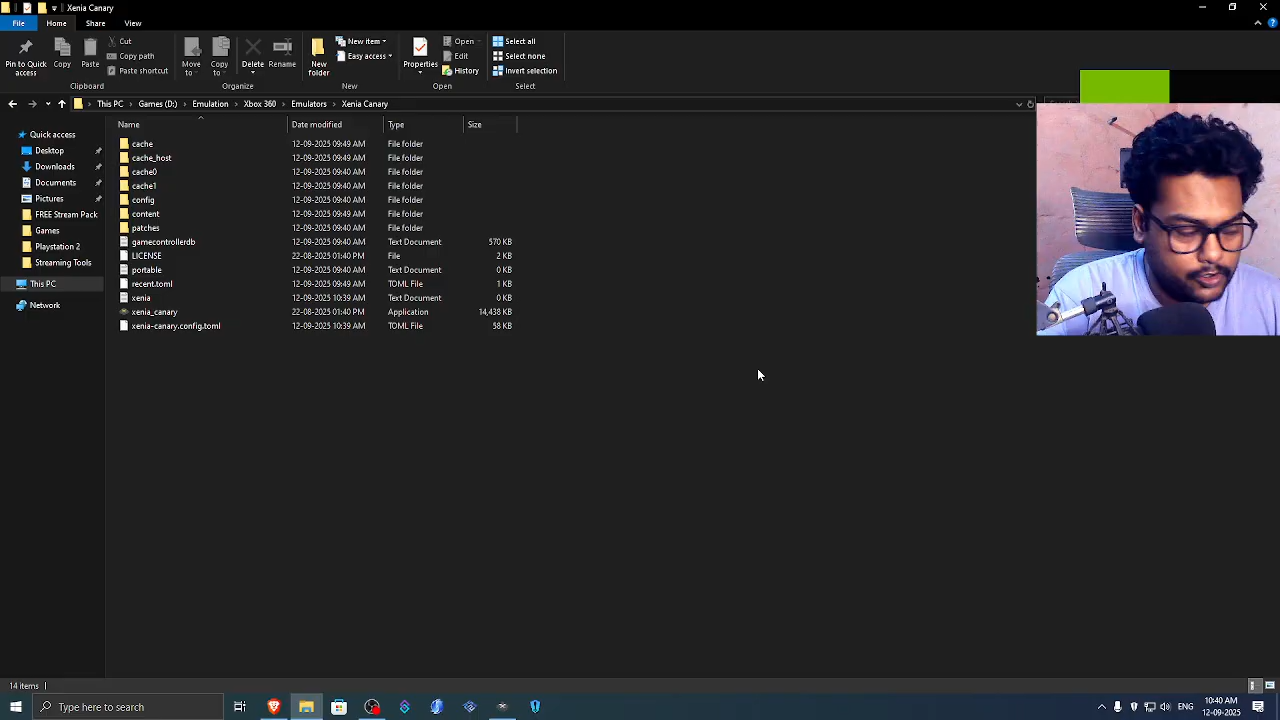 Xenia Canary
File Home Share View
Pin to Quick access
Copy
Paste
Cut
Copy path
Paste shortcut
Move to
Copy to
Delete
Rename
New folder
New item
Easy access
Properties
Open
Edit
History
Select all
Select none
Invert selection
Clipboard Organize New Open Select
This PC Games (D:) Emulation Xbox 360 Emulators Xenia Canary
Name Date modified Type Size
Quick access
Desktop
Downloads
Documents
Pictures
FREE Stream Pack
Games
Playstation 2
Streaming Tools
This PC
Network
cache 12-09-2025 09:49 AM File folder
cache_host 12-09-2025 09:49 AM File folder
cache0 12-09-2025 09:40 AM File folder
cache1 12-09-2025 09:40 AM File folder
config 12-09-2025 09:49 AM File folder
content 12-09-2025 09:49 AM File folder
patches 12-09-2025 09:40 AM File folder
gamecontrollerdb 12-09-2025 09:40 AM Text Document 570 KB
LICENSE 22-08-2025 01:40 PM File 2 KB
portable 12-09-2025 09:40 AM Text Document 0 KB
recent.toml 12-09-2025 09:49 AM TOML File 1 KB
xenia 12-09-2025 10:39 AM Text Document 0 KB
xenia_canary 22-08-2025 01:40 PM Application 14,438 KB
xenia-canary.config.toml 12-09-2025 10:39 AM TOML File 58 KB
14 items
Type here to search
ENG
10:40 AM
12-09-2025